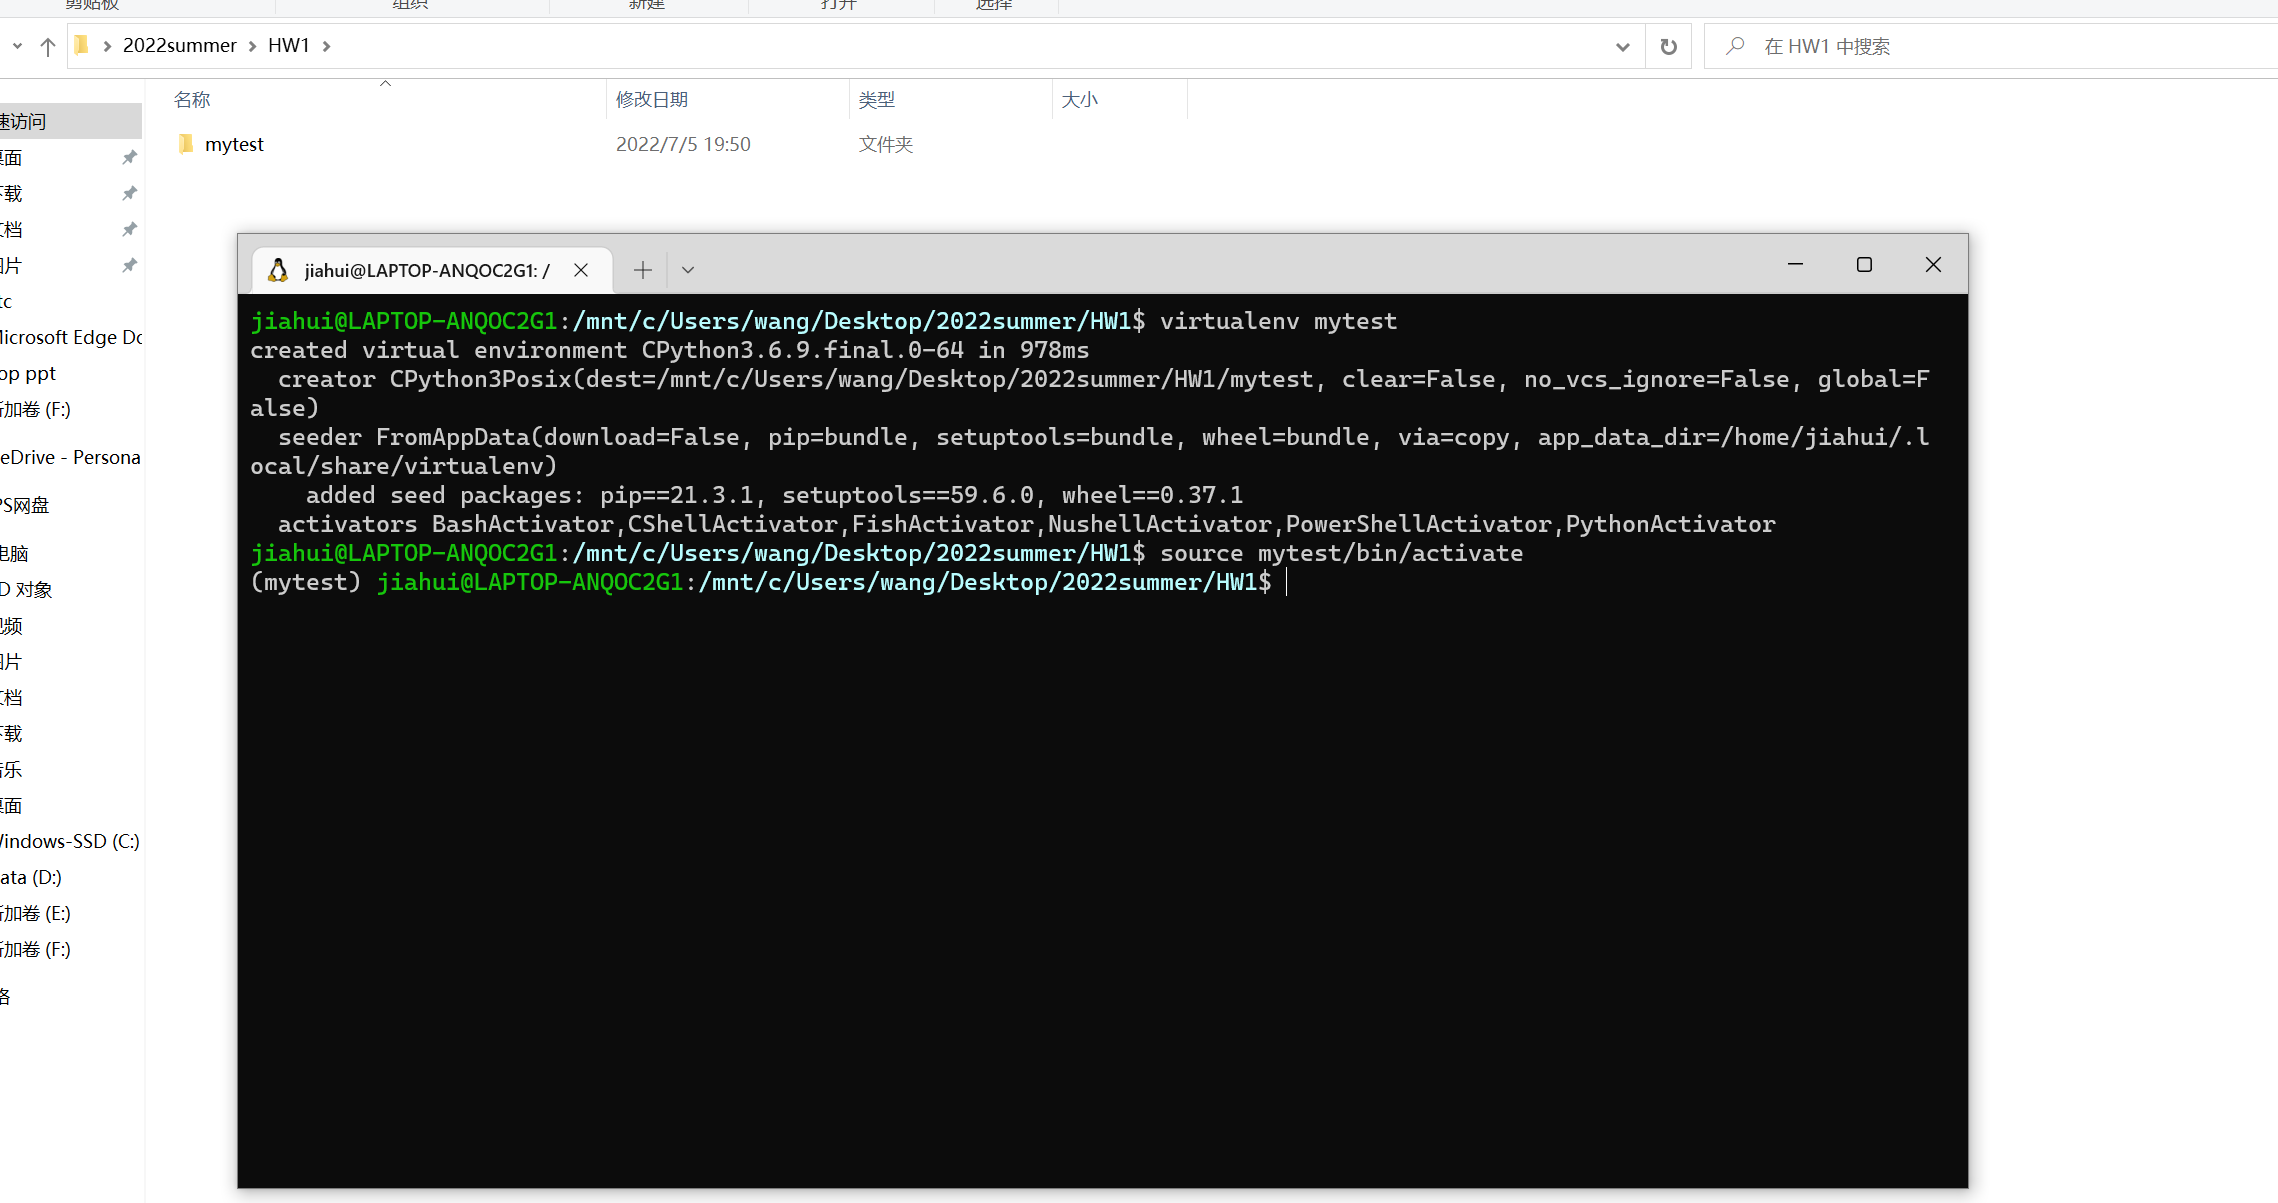 剪贴板 组织 新建 打开 选择
2022summer HW1
在 HW1 中搜索
名称 修改日期 类型 大小
mytest 2022/7/5 19:50 文件夹
速访问
桌面
下载
文档
图片
tc
Microsoft Edge Do
op ppt
新加卷 (F:)
eDrive - Persona
PS网盘
电脑
D 对象
视频
图片
文档
下载
音乐
桌面
Windows-SSD (C:)
ata (D:)
新加卷 (E:)
新加卷 (F:)
络
jiahui@LAPTOP-ANQOC2G1: /
jiahui@LAPTOP-ANQOC2G1:/mnt/c/Users/wang/Desktop/2022summer/HW1$ virtualenv mytest
created virtual environment CPython3.6.9.final.0-64 in 978ms
  creator CPython3Posix(dest=/mnt/c/Users/wang/Desktop/2022summer/HW1/mytest, clear=False, no_vcs_ignore=False, global=F
alse)
  seeder FromAppData(download=False, pip=bundle, setuptools=bundle, wheel=bundle, via=copy, app_data_dir=/home/jiahui/.l
ocal/share/virtualenv)
    added seed packages: pip==21.3.1, setuptools==59.6.0, wheel==0.37.1
  activators BashActivator,CShellActivator,FishActivator,NushellActivator,PowerShellActivator,PythonActivator
jiahui@LAPTOP-ANQOC2G1:/mnt/c/Users/wang/Desktop/2022summer/HW1$ source mytest/bin/activate
(mytest) jiahui@LAPTOP-ANQOC2G1:/mnt/c/Users/wang/Desktop/2022summer/HW1$